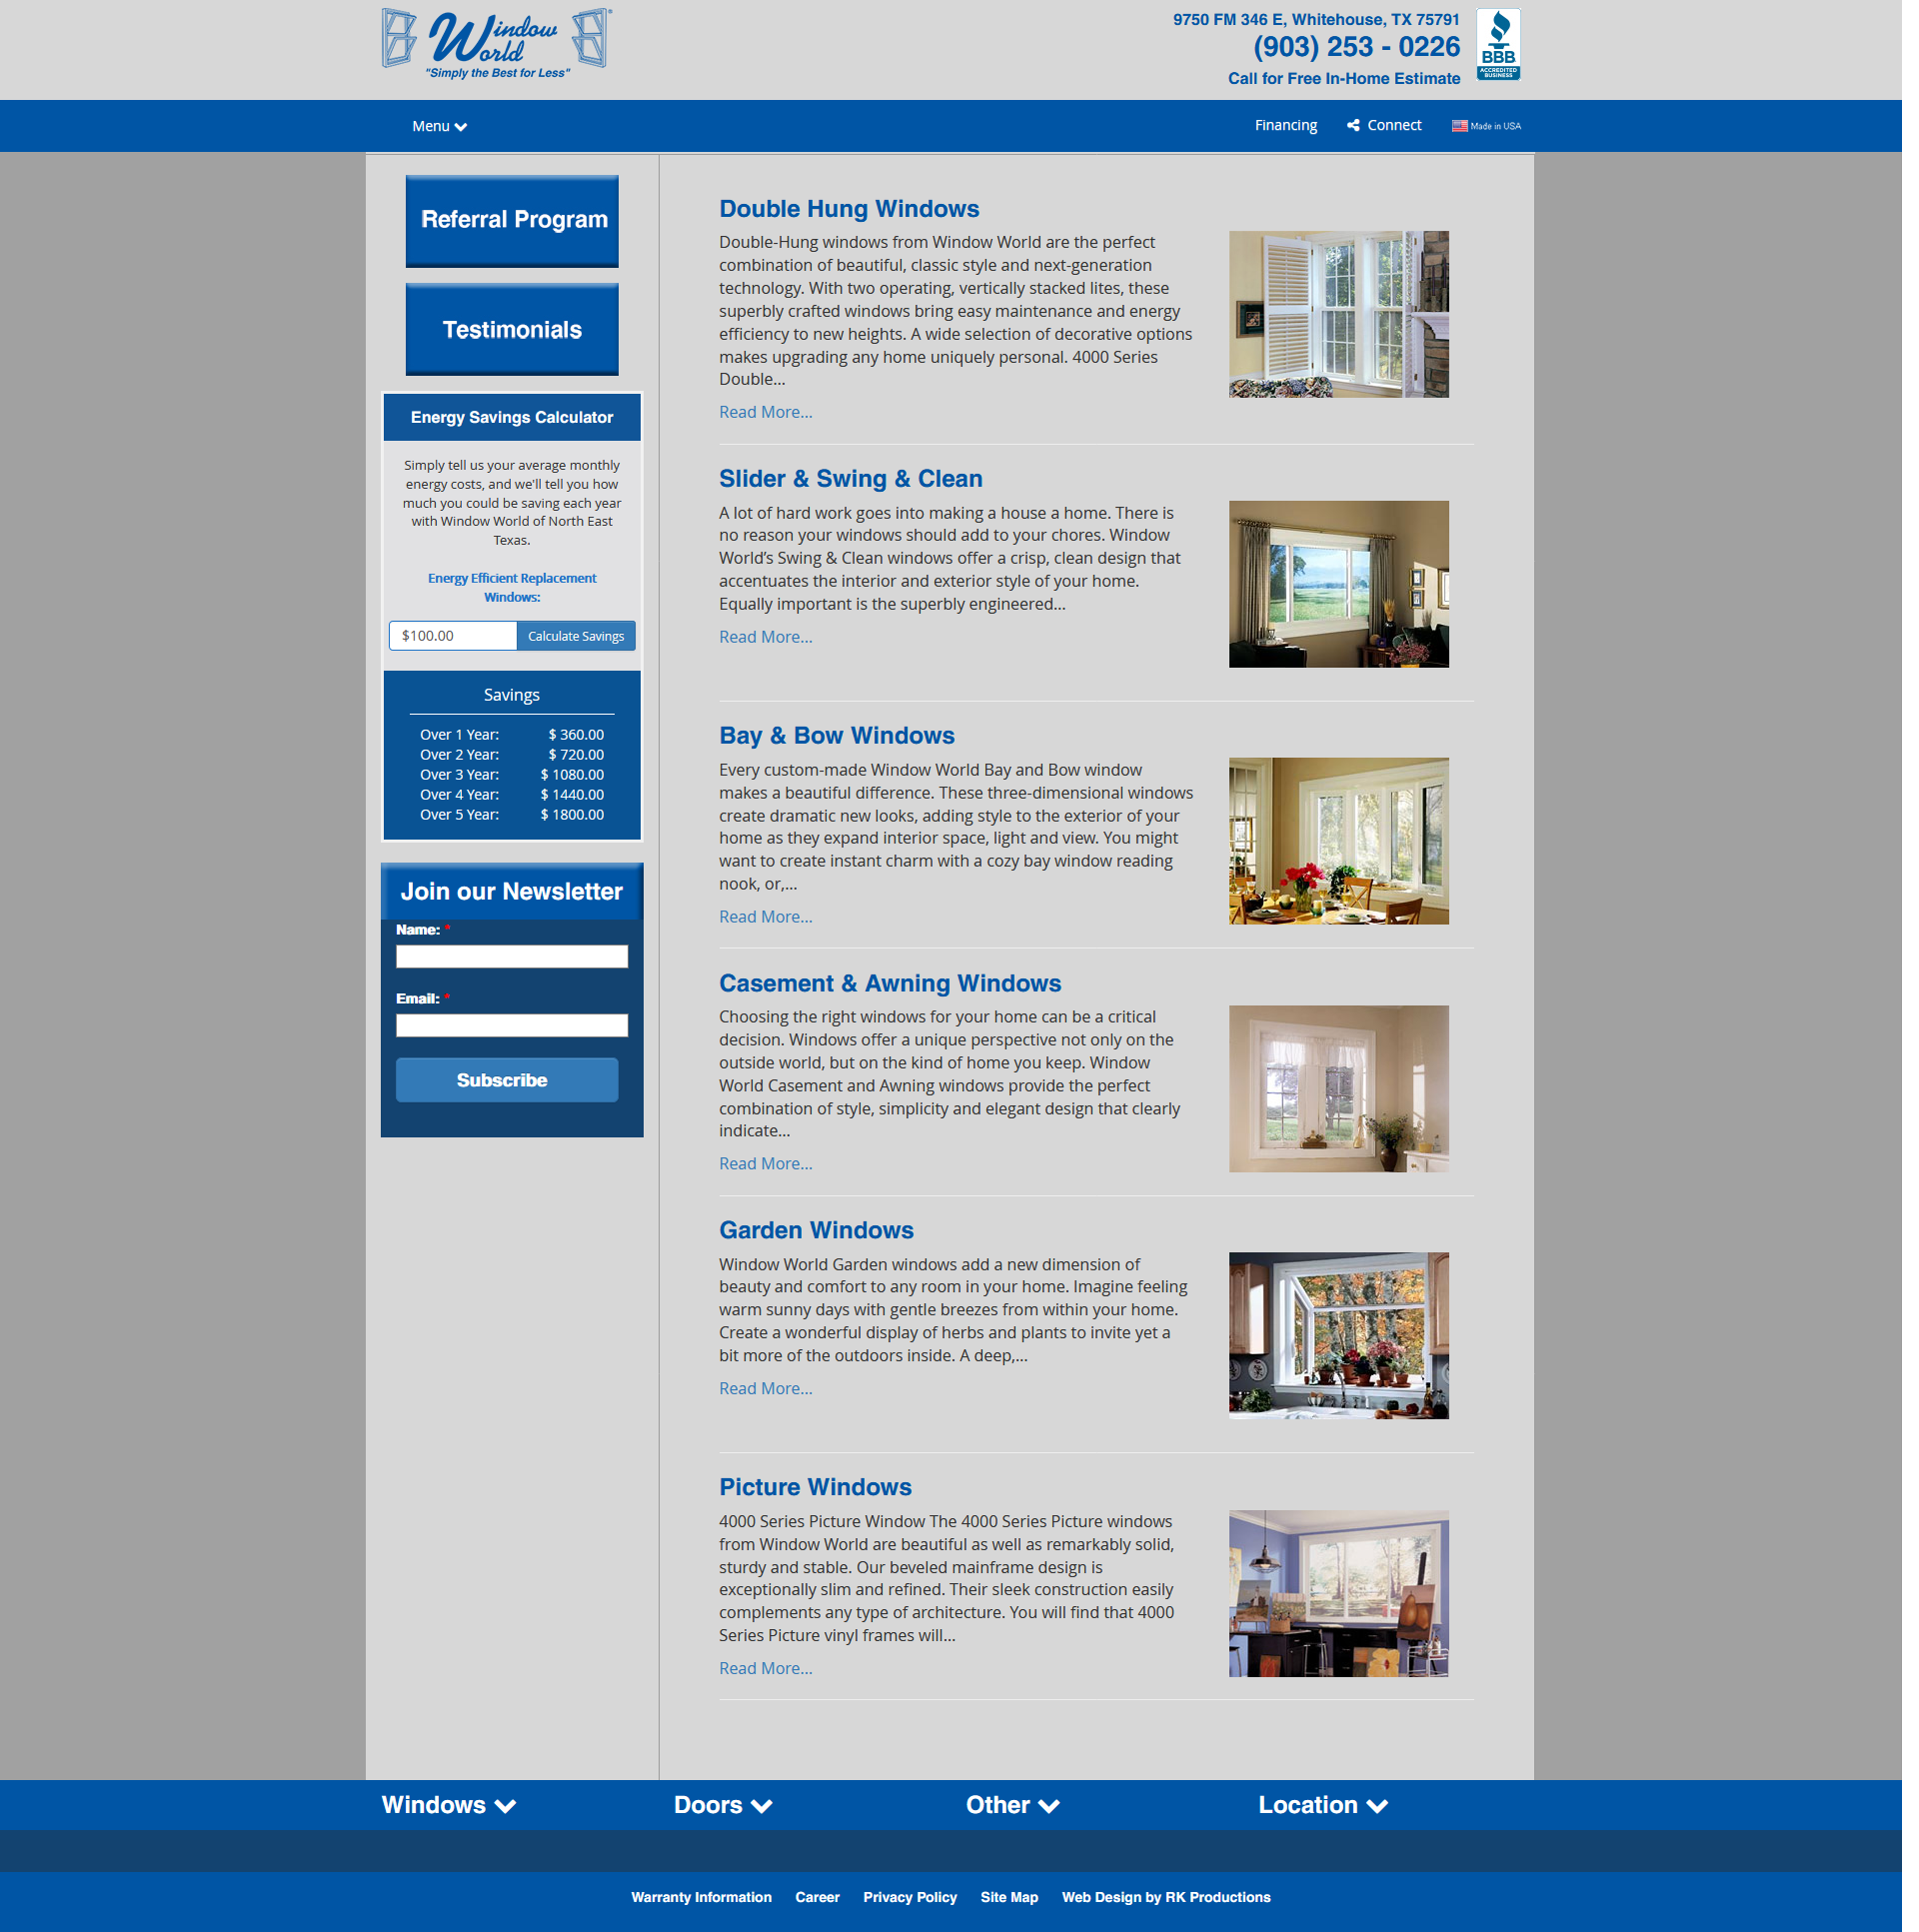 Window
World
®
"Simply the Best for Less"
9750 FM 346 E, Whitehouse, TX 75791
(903) 253 - 0226
Call for Free In-Home Estimate
BBB
ACCREDITED
BUSINESS
Menu
Financing
Connect
Made in USA
Referral Program
Testimonials
Energy Savings Calculator
Simply tell us your average monthly
energy costs, and we'll tell you how
much you could be saving each year
with Window World of North East
Texas.
Energy Efficient Replacement
Windows:
$100.00
Calculate Savings
Savings
Over 1 Year: $ 360.00
Over 2 Year: $ 720.00
Over 3 Year: $ 1080.00
Over 4 Year: $ 1440.00
Over 5 Year: $ 1800.00
Join our Newsletter
Name: *
Email: *
Subscribe
Double Hung Windows
Double-Hung windows from Window World are the perfect
combination of beautiful, classic style and next-generation
technology. With two operating, vertically stacked lites, these
superbly crafted windows bring easy maintenance and energy
efficiency to new heights. A wide selection of decorative options
makes upgrading any home uniquely personal. 4000 Series
Double...
Read More...
Slider & Swing & Clean
A lot of hard work goes into making a house a home. There is
no reason your windows should add to your chores. Window
World’s Swing & Clean windows offer a crisp, clean design that
accentuates the interior and exterior style of your home.
Equally important is the superbly engineered...
Read More...
Bay & Bow Windows
Every custom-made Window World Bay and Bow window
makes a beautiful difference. These three-dimensional windows
create dramatic new looks, adding style to the exterior of your
home as they expand interior space, light and view. You might
want to create instant charm with a cozy bay window reading
nook, or,...
Read More...
Casement & Awning Windows
Choosing the right windows for your home can be a critical
decision. Windows offer a unique perspective not only on the
outside world, but on the kind of home you keep. Window
World Casement and Awning windows provide the perfect
combination of style, simplicity and elegant design that clearly
indicate...
Read More...
Garden Windows
Window World Garden windows add a new dimension of
beauty and comfort to any room in your home. Imagine feeling
warm sunny days with gentle breezes from within your home.
Create a wonderful display of herbs and plants to invite yet a
bit more of the outdoors inside. A deep,...
Read More...
Picture Windows
4000 Series Picture Window The 4000 Series Picture windows
from Window World are beautiful as well as remarkably solid,
sturdy and stable. Our beveled mainframe design is
exceptionally slim and refined. Their sleek construction easily
complements any type of architecture. You will find that 4000
Series Picture vinyl frames will...
Read More...
Windows
Doors
Other
Location
Warranty Information
Career
Privacy Policy
Site Map
Web Design by RK Productions